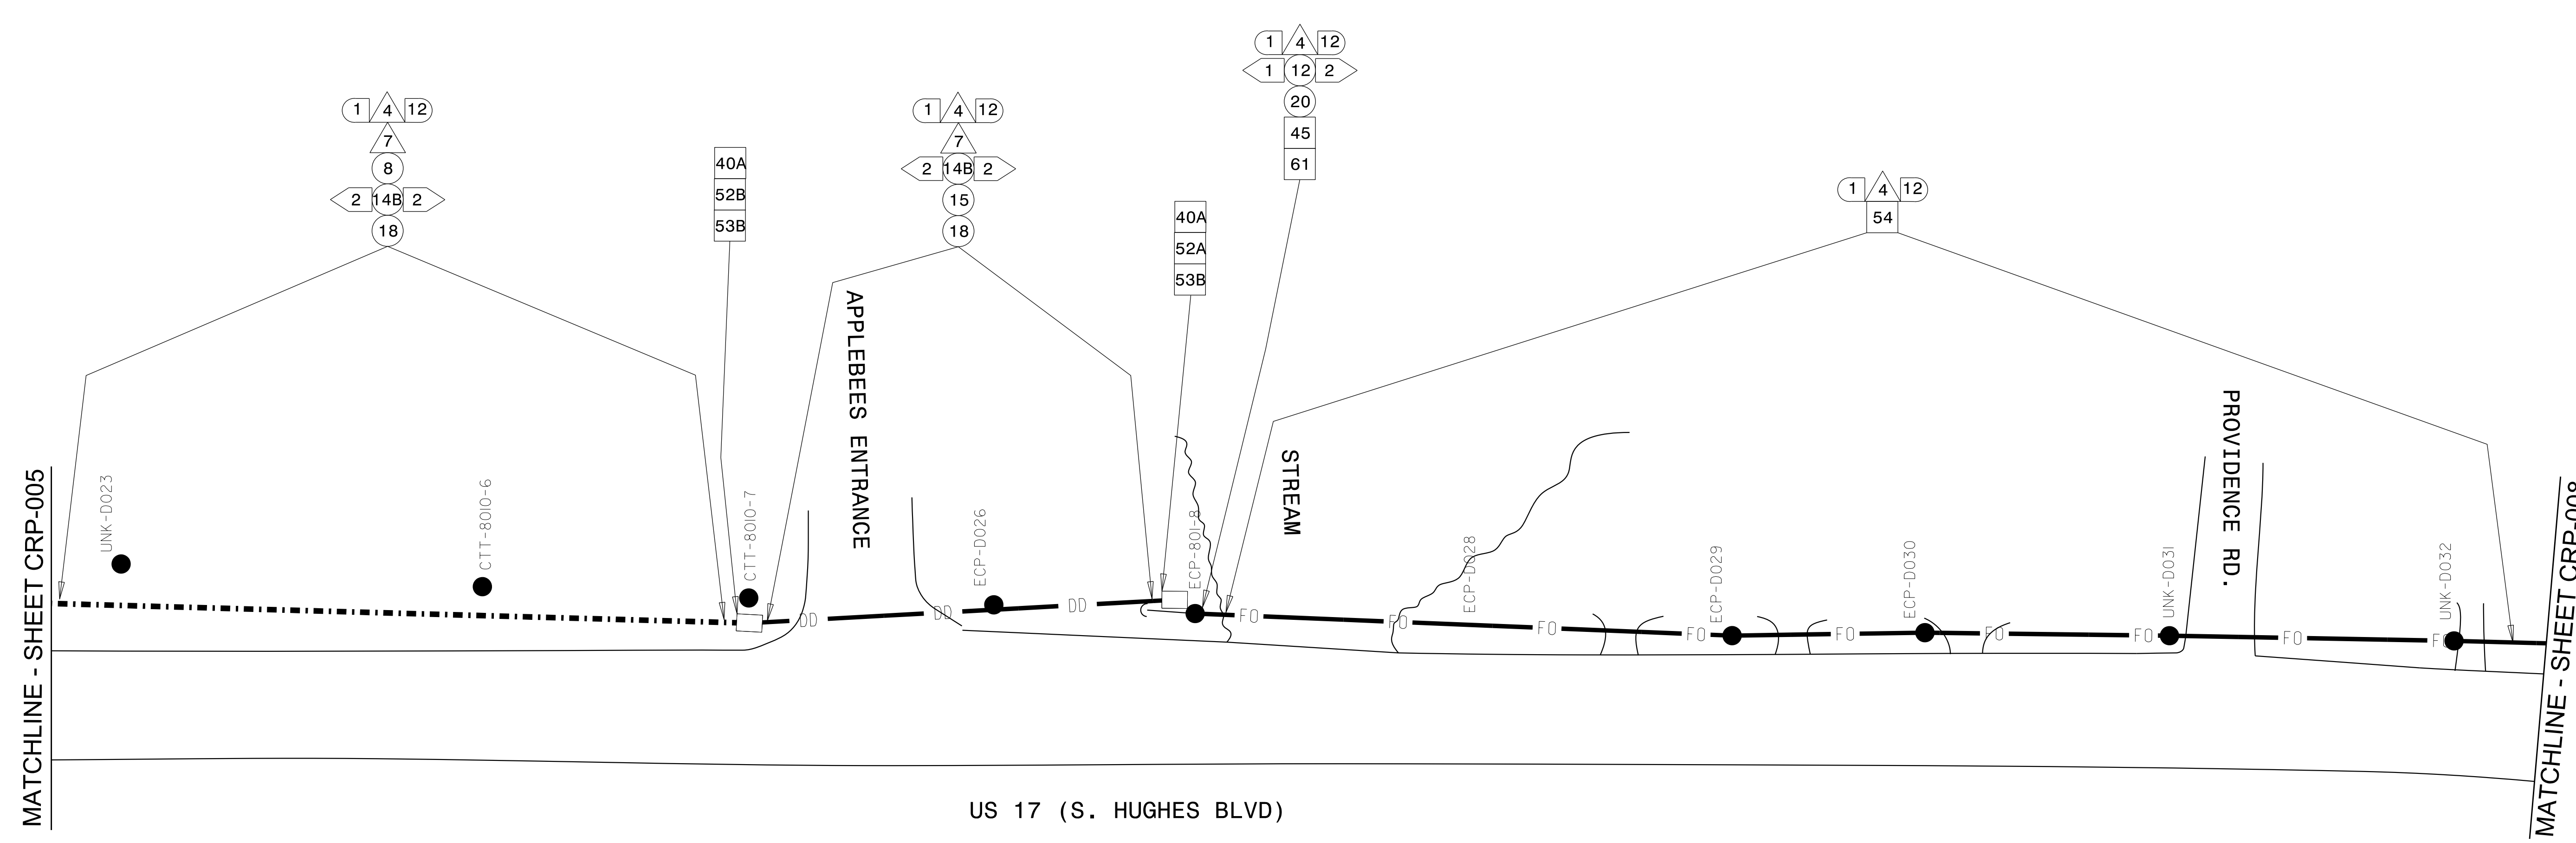 1 4 12
1 12 2
20
45
61
1 4 12
7
8
2 14B 2
18
40A
52B
53B
1 4 12
7
2 14B 2
15
18
40A
52A
53B
1 4 12
54
APPLEBEES ENTRANCE
STREAM
PROVIDENCE RD.
UNK-D023
CTT-8010-6
CTT-8010-7
ECP-D026
ECP-801-8
ECP-D028
ECP-D029
ECP-D030
UNK-D031
UNK-D032
DD DD DD
FO FO FO FO FO FO FO FO FO
MATCHLINE - SHEET CRP-005
MATCHLINE - SHEET CRP-008
US 17 (S. HUGHES BLVD)